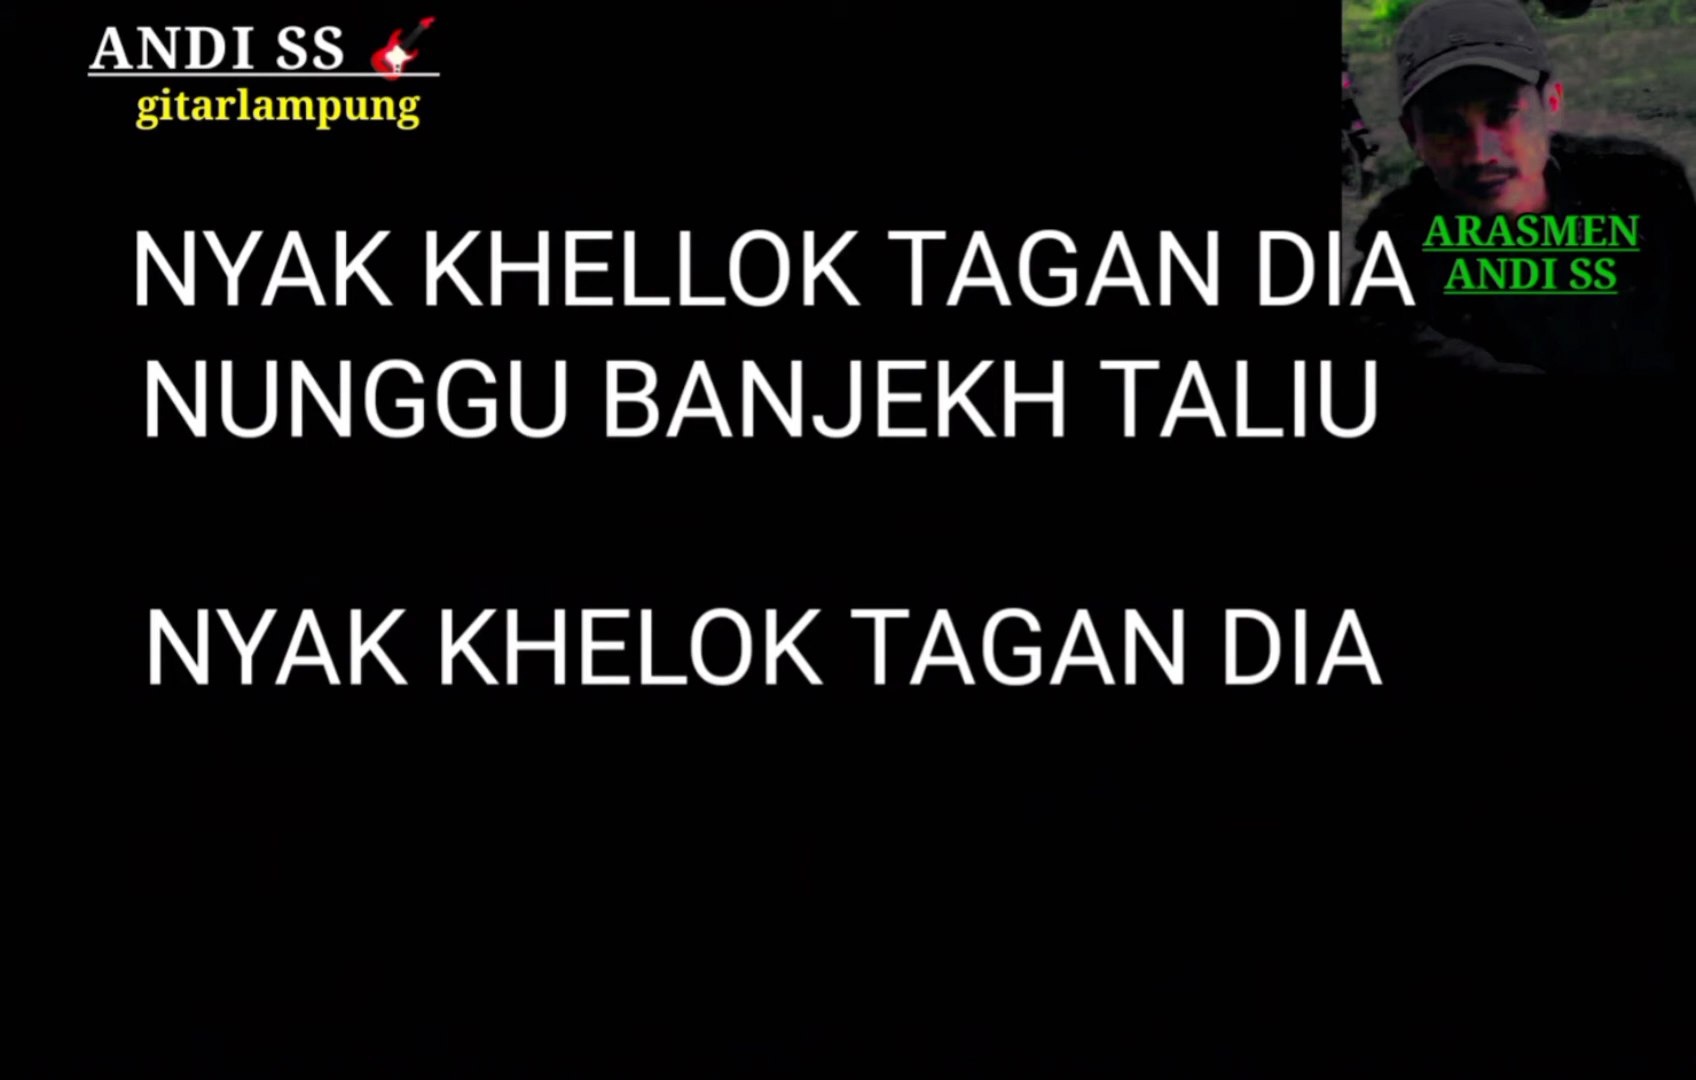 ANDI SS
gitarlampung
ARASMEN
ANDI SS
NYAK KHELLOK TAGAN DIA
NUNGGU BANJEKH TALIU
NYAK KHELOK TAGAN DIA